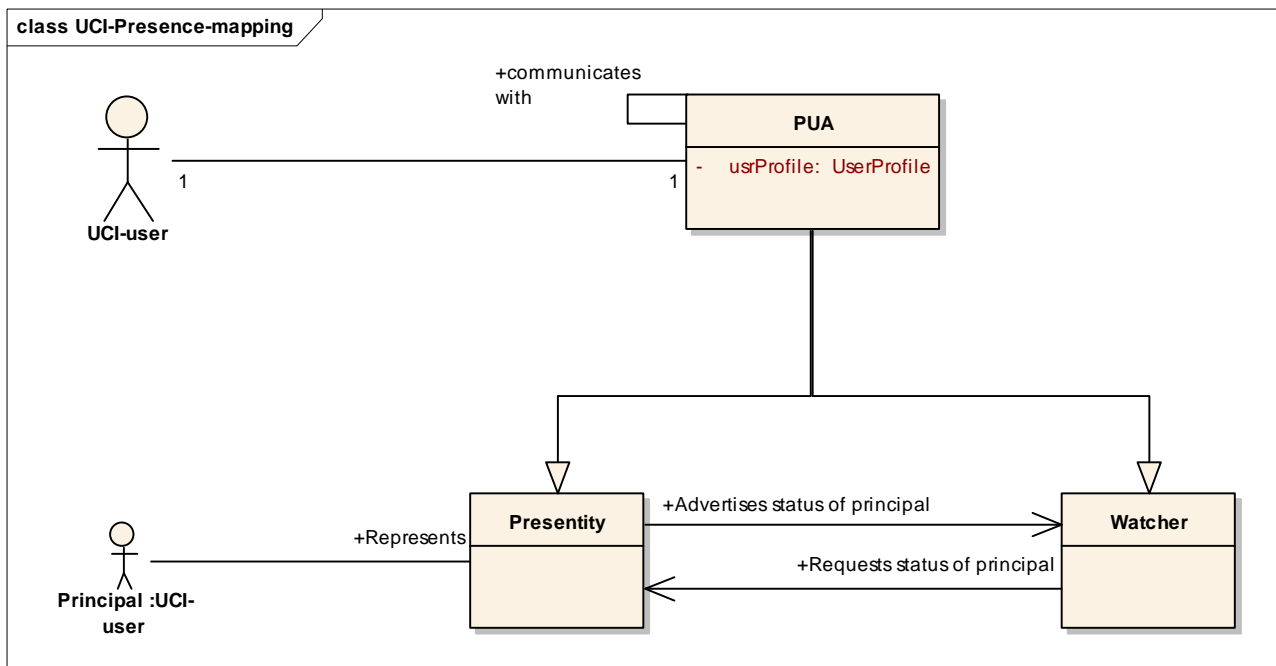 class UCI-Presence-mapping
+communicates
with
PUA
- usrProfile: UserProfile
1
1
UCI-user
Presentity
+Advertises status of principal
Watcher
+Represents
+Requests status of principal
Principal :UCI-
user